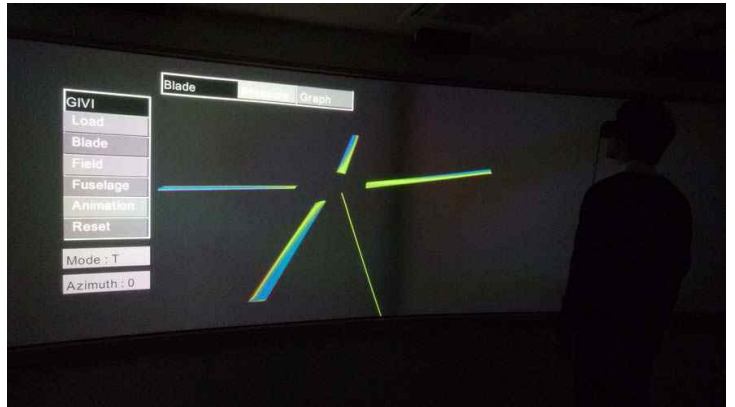 Blade
Graph
GIVI
Load
Blade
Field
Fuselage
Animation
Reset
Mode : T
Azimuth : 0